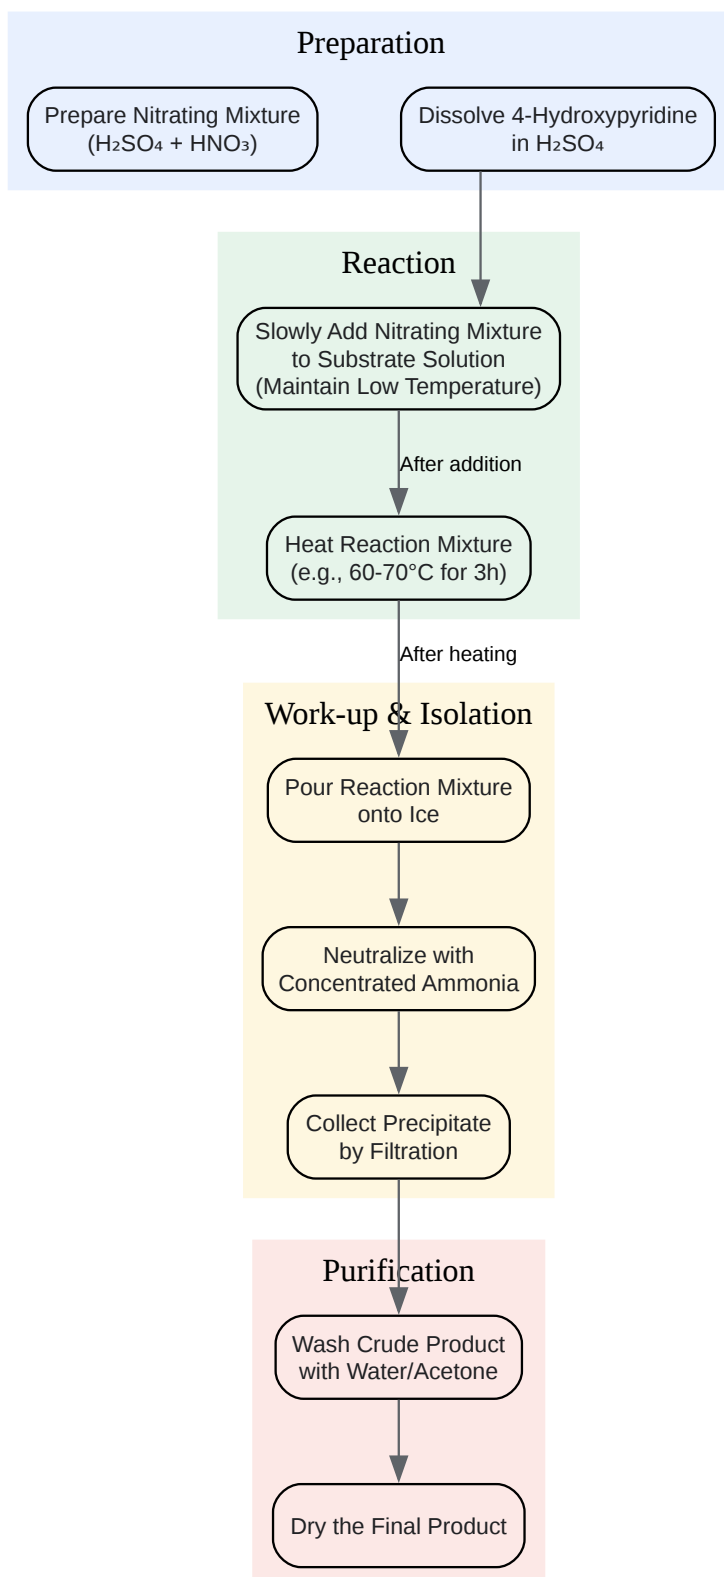 Preparation
Prepare Nitrating Mixture
(H₂SO₄ + HNO₃)
Dissolve 4-Hydroxypyridine
in H₂SO₄
Reaction
Slowly Add Nitrating Mixture
to Substrate Solution
(Maintain Low Temperature)
After addition
Heat Reaction Mixture
(e.g., 60-70°C for 3h)
After heating
Work-up & Isolation
Pour Reaction Mixture
onto Ice
Neutralize with
Concentrated Ammonia
Collect Precipitate
by Filtration
Purification
Wash Crude Product
with Water/Acetone
Dry the Final Product